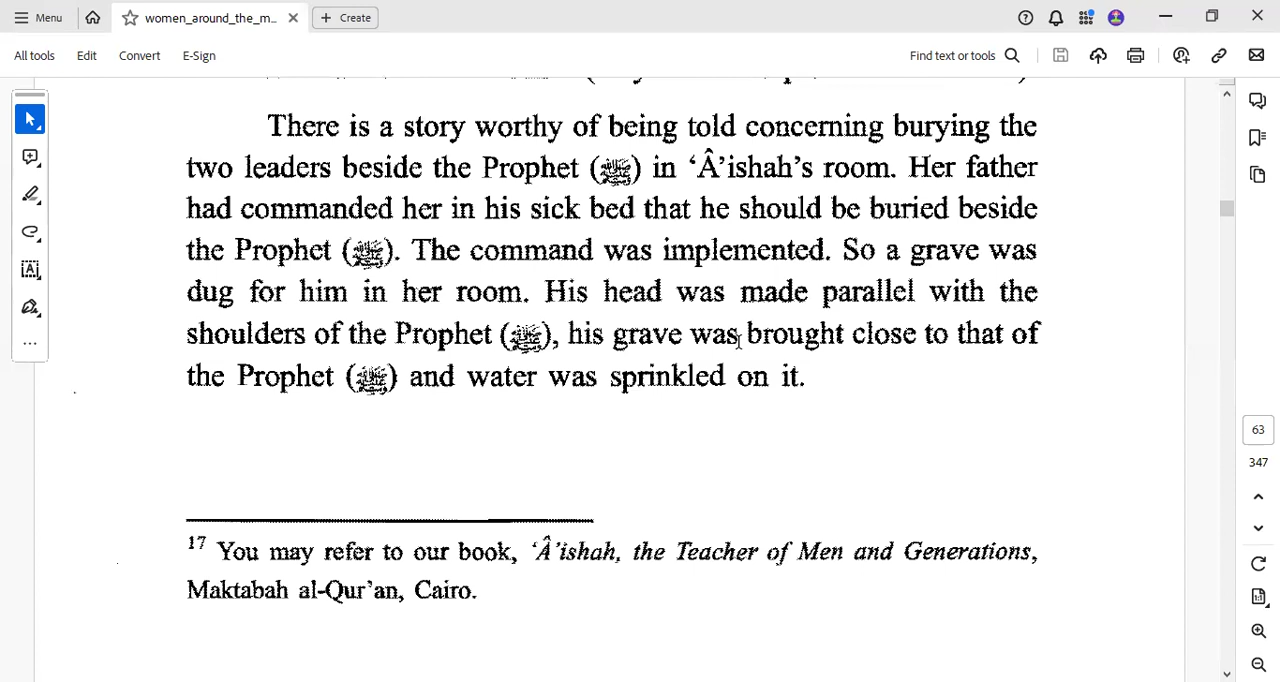 Menu
women_around_the_m...
Create
All tools
Edit
Convert
E-Sign
Find text or tools
There is a story worthy of being told concerning burying the
two leaders beside the Prophet (ﷺ) in ‘Â’ishah’s room. Her father
had commanded her in his sick bed that he should be buried beside
the Prophet (ﷺ). The command was implemented. So a grave was
dug for him in her room. His head was made parallel with the
shoulders of the Prophet (ﷺ), his grave was brought close to that of
the Prophet (ﷺ) and water was sprinkled on it.
17 You may refer to our book, ‘Â’ishah, the Teacher of Men and Generations,
Maktabah al-Qur’an, Cairo.
63
347